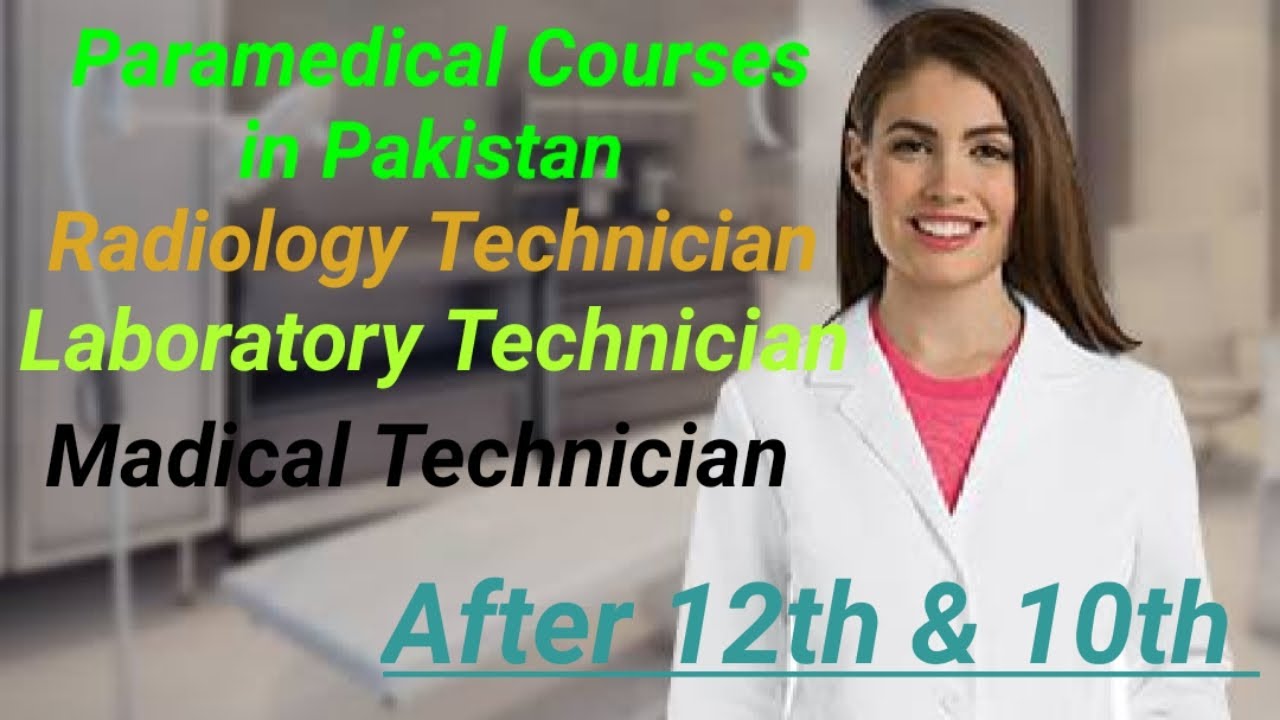 Paramedical Courses
in Pakistan
Radiology Technician
Laboratory Technician
Madical Technician
After 12th & 10th